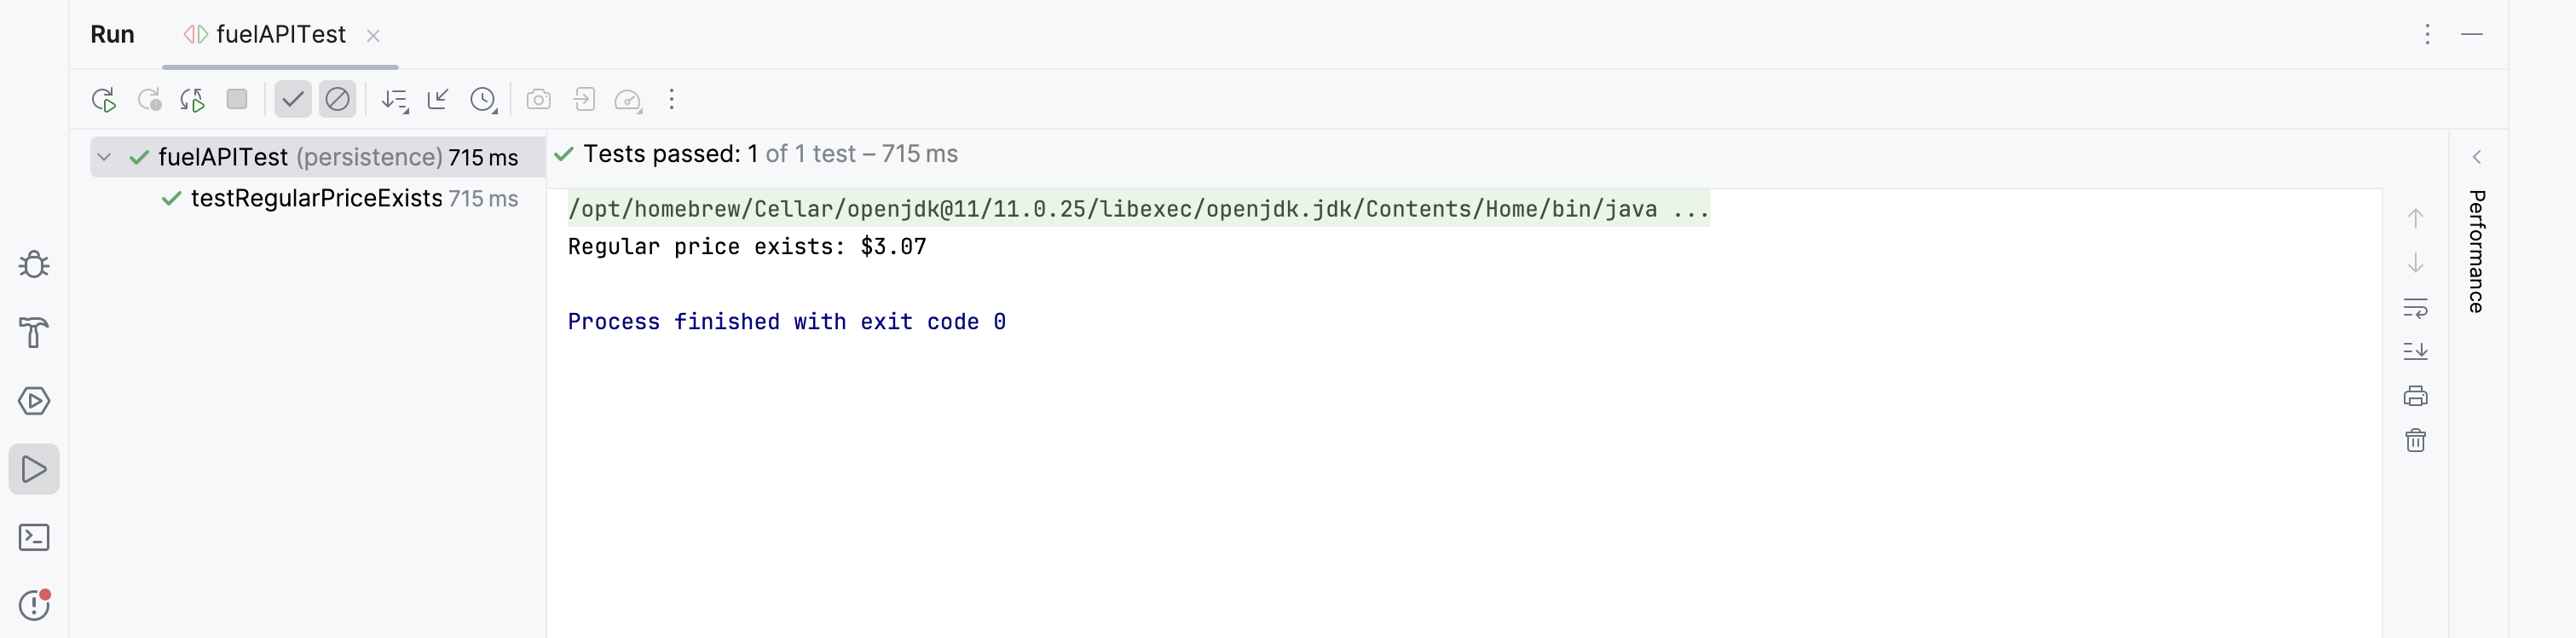 Run fuelAPITest
fuelAPITest (persistence) 715 ms
testRegularPriceExists 715 ms
Tests passed: 1 of 1 test – 715 ms
/opt/homebrew/Cellar/openjdk@11/11.0.25/libexec/openjdk.jdk/Contents/Home/bin/java ...
Regular price exists: $3.07
Process finished with exit code 0
Performance